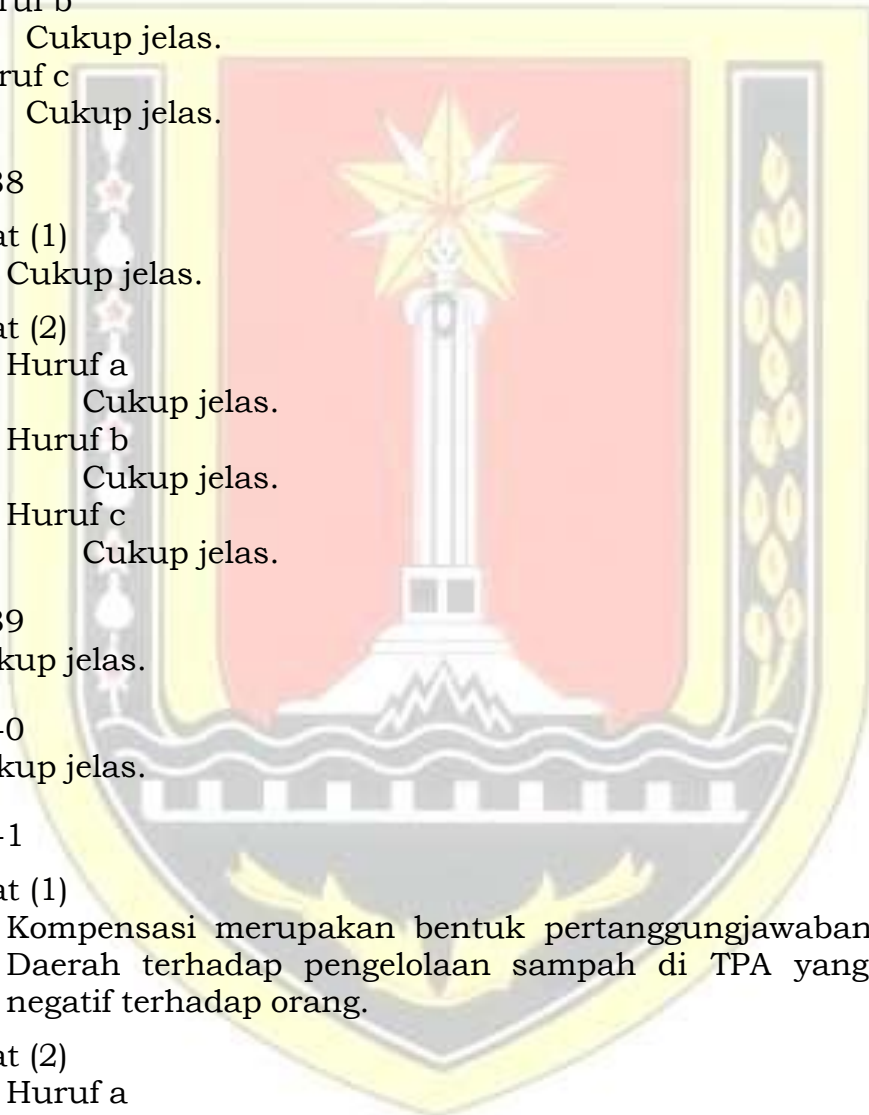 ruf b
Cukup jelas.
ruf c
Cukup jelas.
38
at (1)
Cukup jelas.
at (2)
Huruf a
Cukup jelas.
Huruf b
Cukup jelas.
Huruf c
Cukup jelas.
39
kup jelas.
0
kup jelas.
1
at (1)
Kompensasi merupakan bentuk pertanggungjawaban
Daerah terhadap pengelolaan sampah di TPA yang
negatif terhadap orang.
at (2)
Huruf a